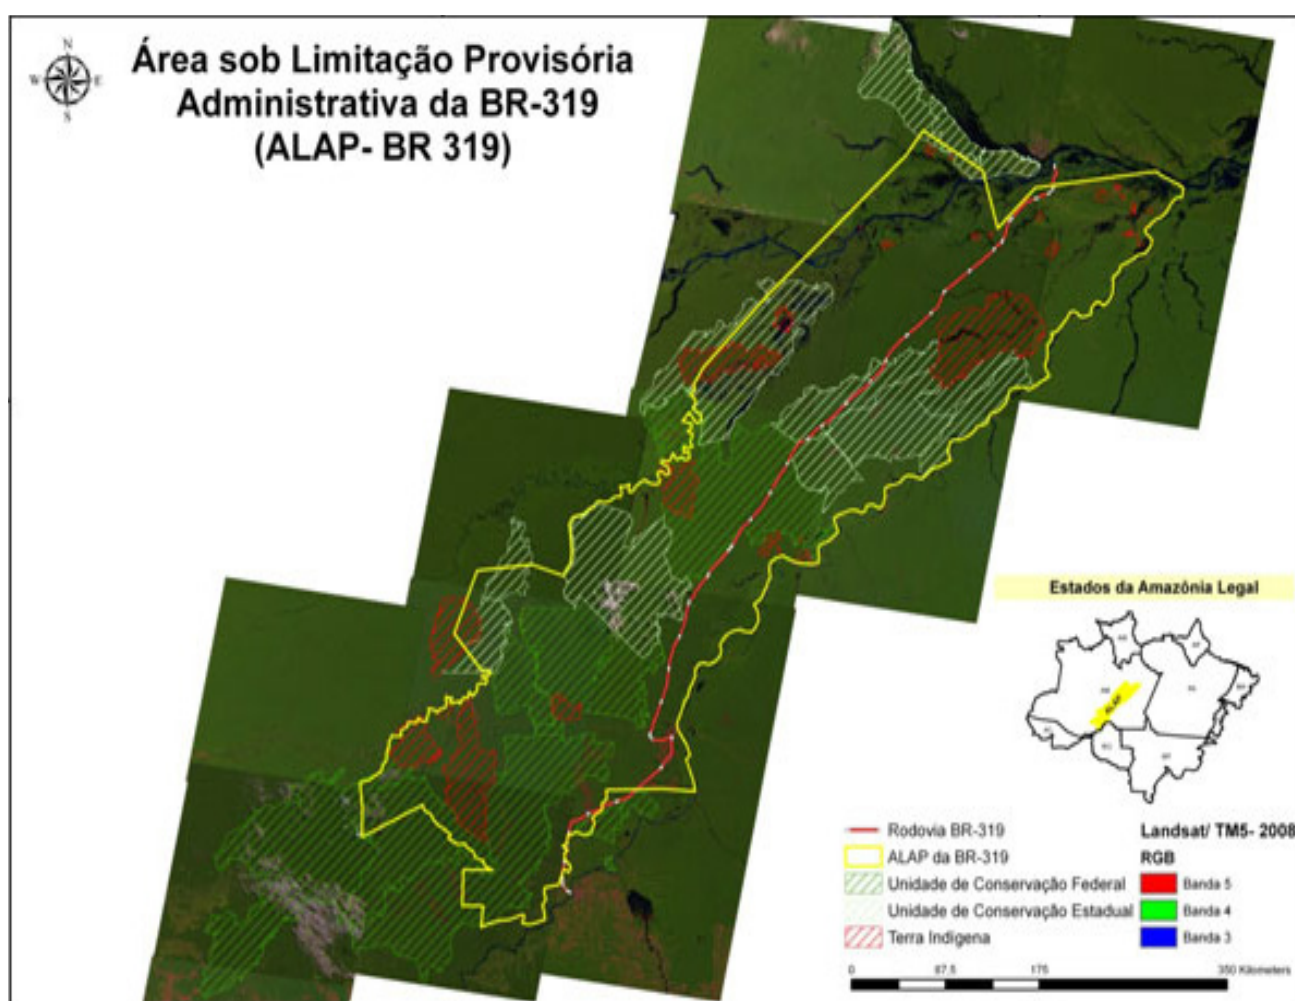 N
W E
S
Área sob Limitação Provisória
Administrativa da BR-319
(ALAP- BR 319)
Estados da Amazônia Legal
ALAP
Rodovia BR-319
ALAP da BR-319
Unidade de Conservação Federal
Unidade de Conservação Estadual
Terra Indígena
Landsat/ TM5- 2008
RGB
Banda 5
Banda 4
Banda 3
0 87,5 175 350 Kilometers